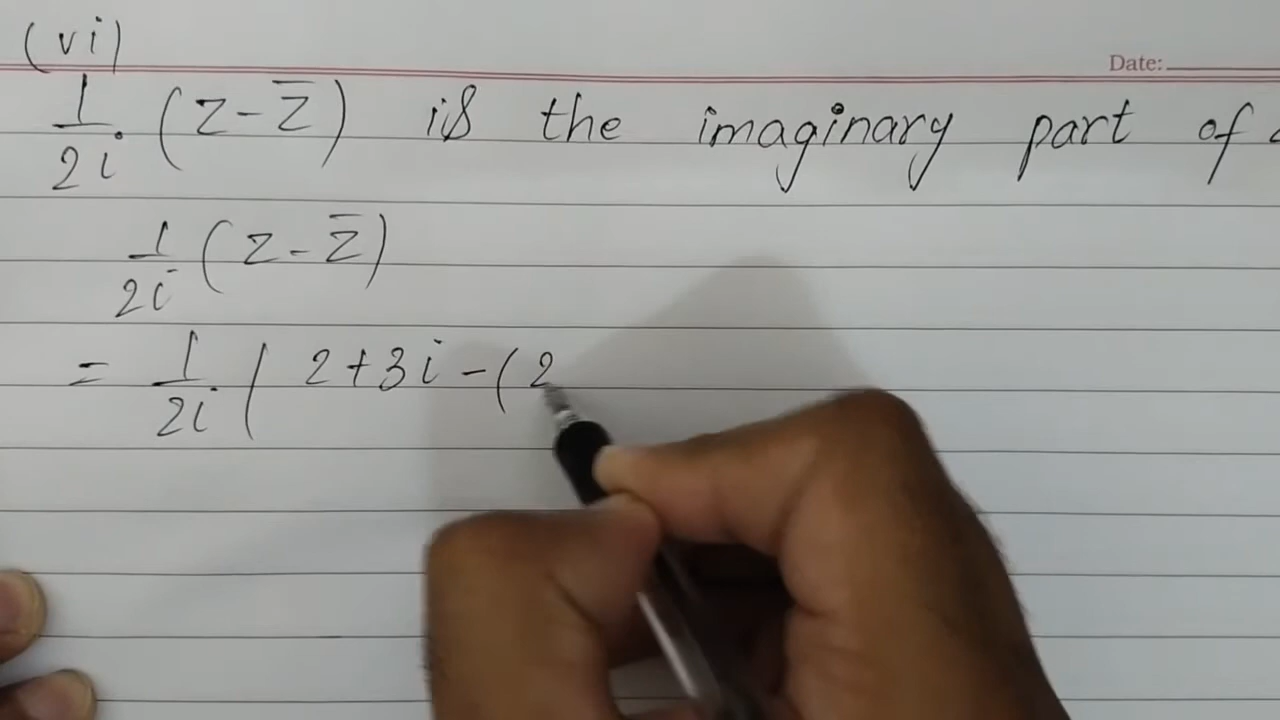 (vi)
Date:
1/2i (z - z̅) is the imaginary part of
1/2i (z - z̅)
= 1/2i ( 2+3i - (2